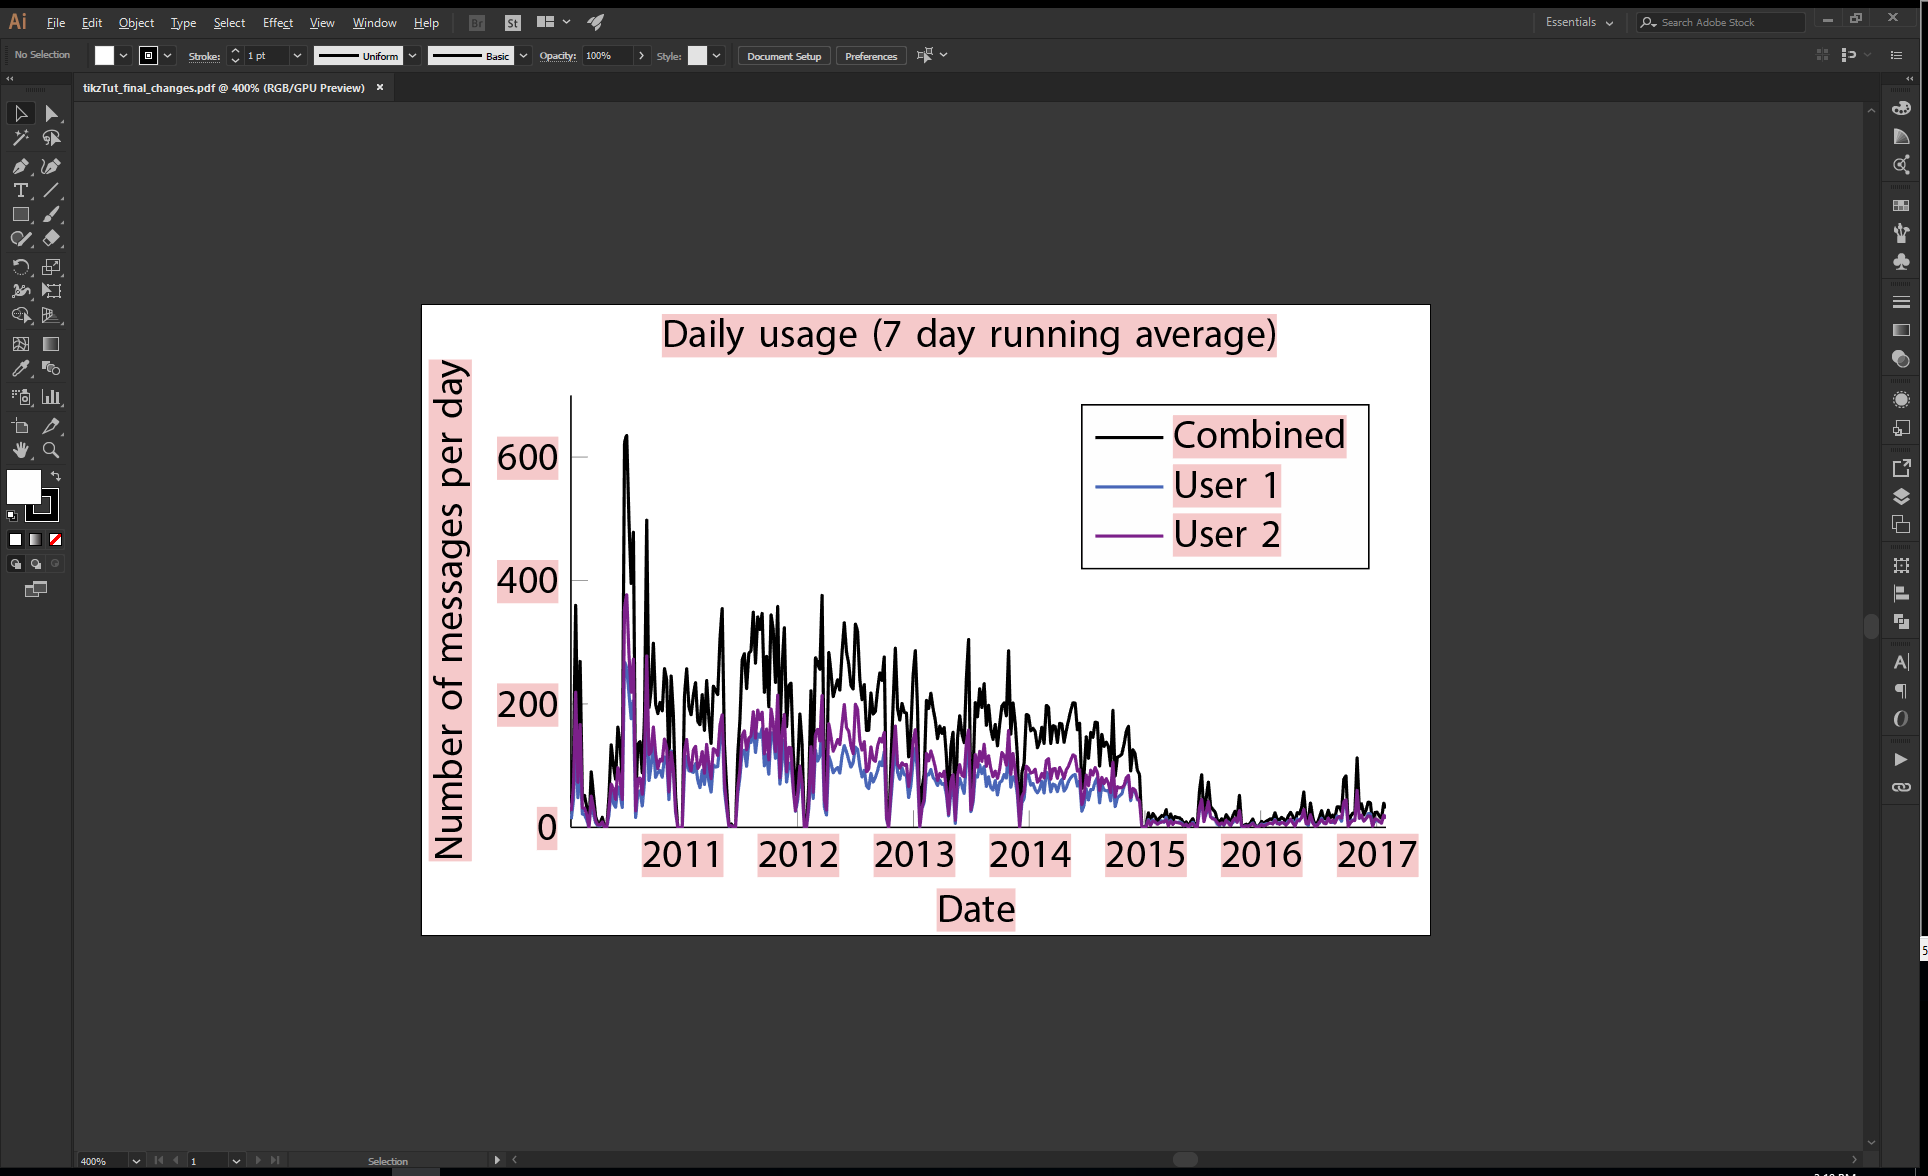 Ai File Edit Object Type Select Effect View Window Help Br St Essentials Search Adobe Stock
No Selection Stroke: 1 pt Uniform Basic Opacity: 100% Style: Document Setup Preferences
tikzTut_final_changes.pdf @ 400% (RGB/GPU Preview)
Daily usage (7 day running average)
Number of messages per day
600
400
200
0
Combined
User 1
User 2
2011 2012 2013 2014 2015 2016 2017
Date
5
400% 1 Selection